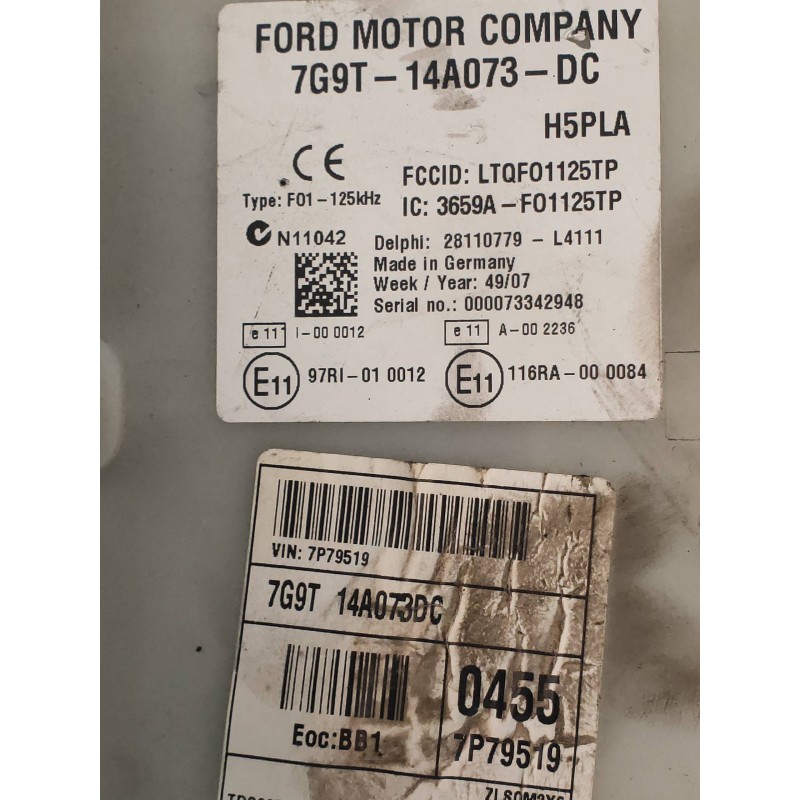 FORD MOTOR COMPANY
7G9T-14A073-DC
H5PLA
CE
FCCID: LTQFO1125TP
Type: F01-125kHz
IC: 3659A-FO1125TP
N11042
Delphi: 28110779 - L4111
Made in Germany
Week / Year: 49/07
Serial no.: 000073342948
e 111 I-00 0012
e 11 A-00 2236
E11 97RI-01 0012
E11 116RA-00 0084
VIN: 7P79519
7G9T 14A073DC
0455
Eoc:BB1
7P79519